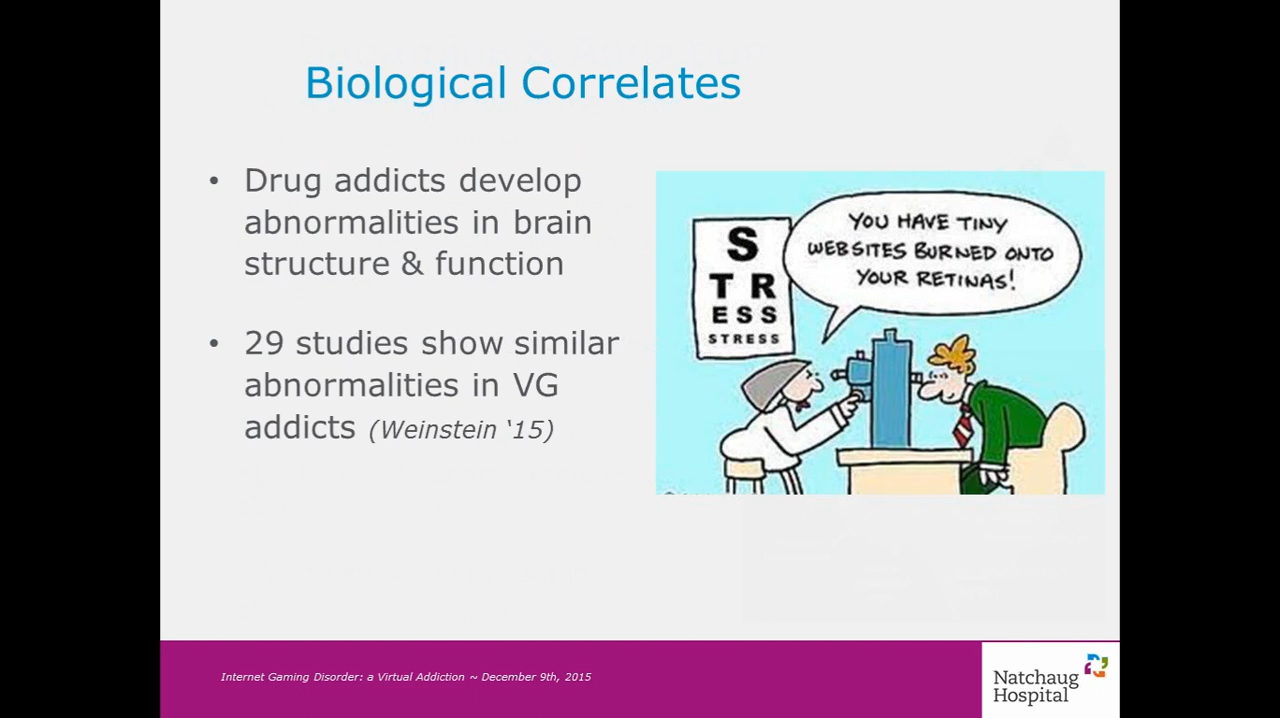 Biological Correlates
• Drug addicts develop
abnormalities in brain
structure & function
• 29 studies show similar
abnormalities in VG
addicts (Weinstein ‘15)
S
T R
E S S
STRESS
YOU HAVE TINY
WEBSITES BURNED ONTO
YOUR RETINAS!
Internet Gaming Disorder: a Virtual Addiction ~ December 9th, 2015
Natchaug
Hospital